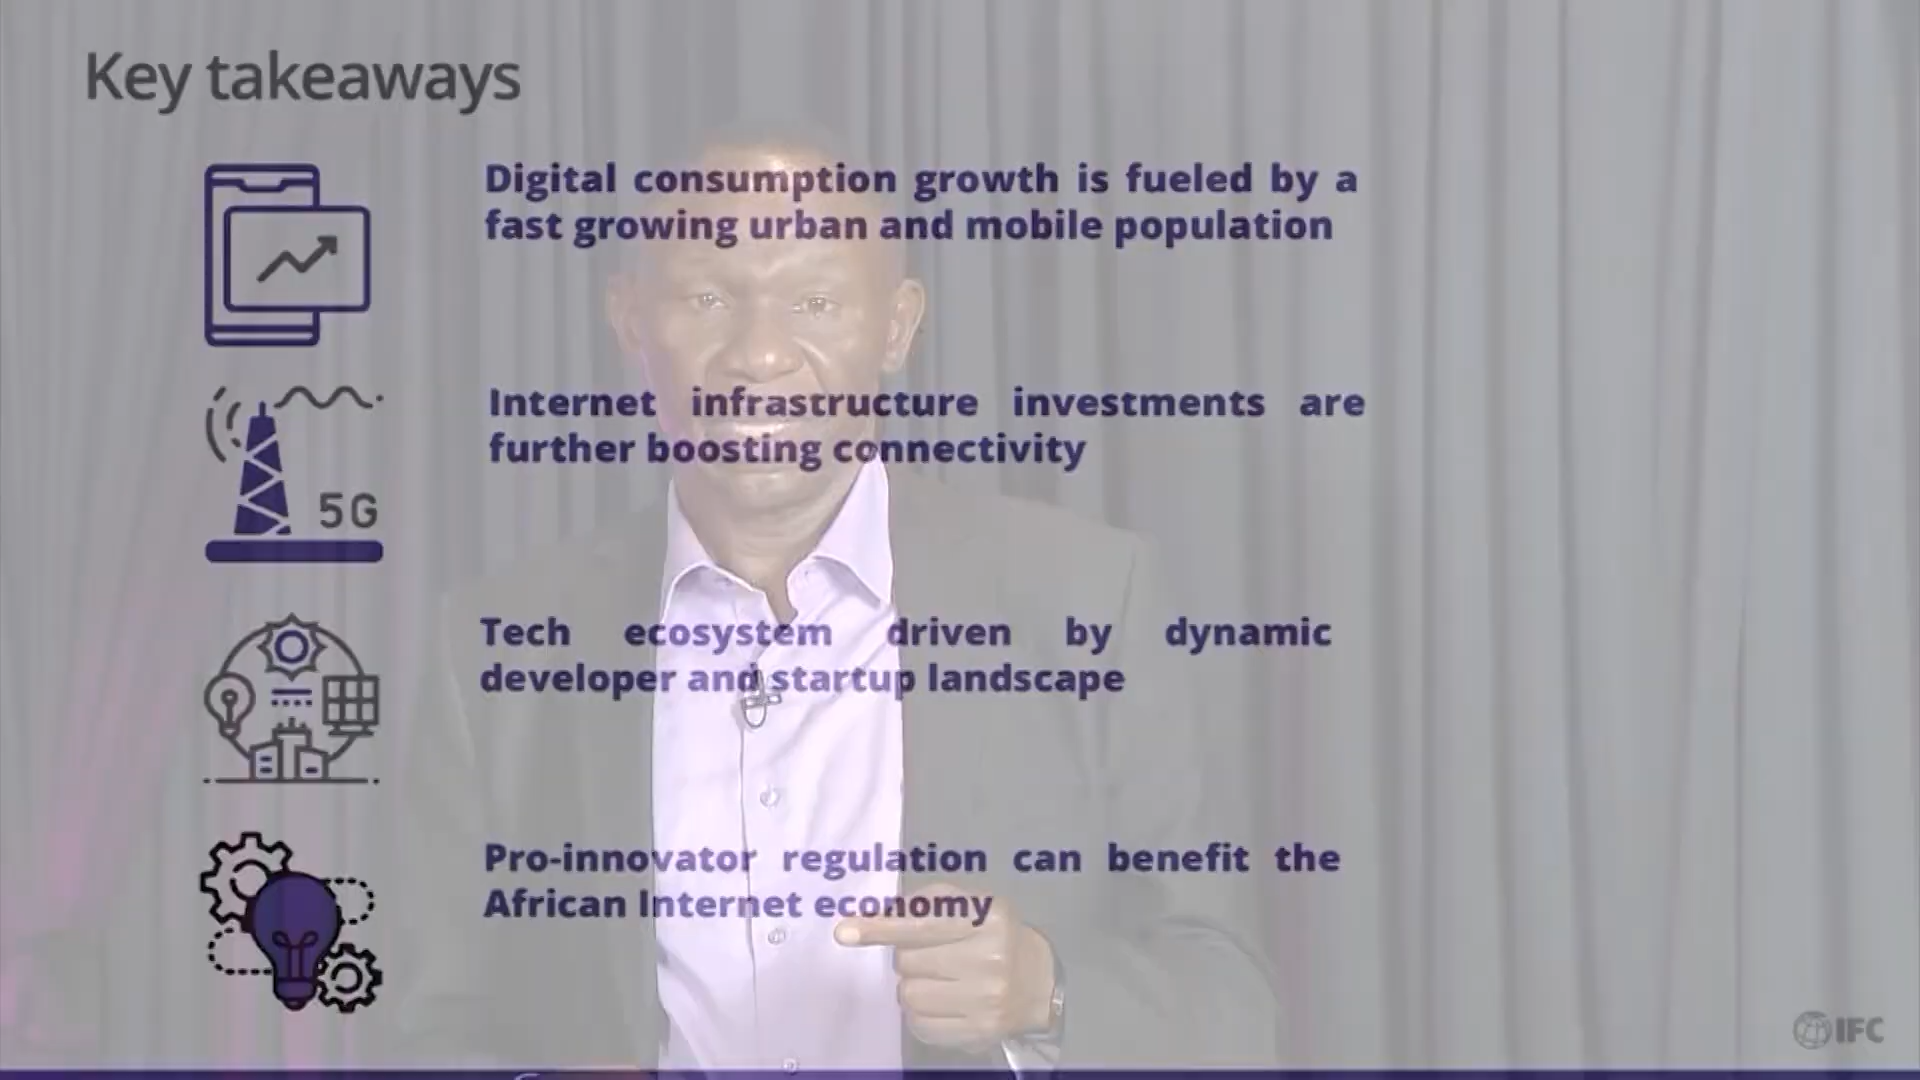 Key takeaways
Digital consumption growth is fueled by a
fast growing urban and mobile population
Internet infrastructure investments are
further boosting connectivity
5G
Tech ecosystem driven by dynamic
developer and startup landscape
Pro-innovator regulation can benefit the
African Internet economy
IFC